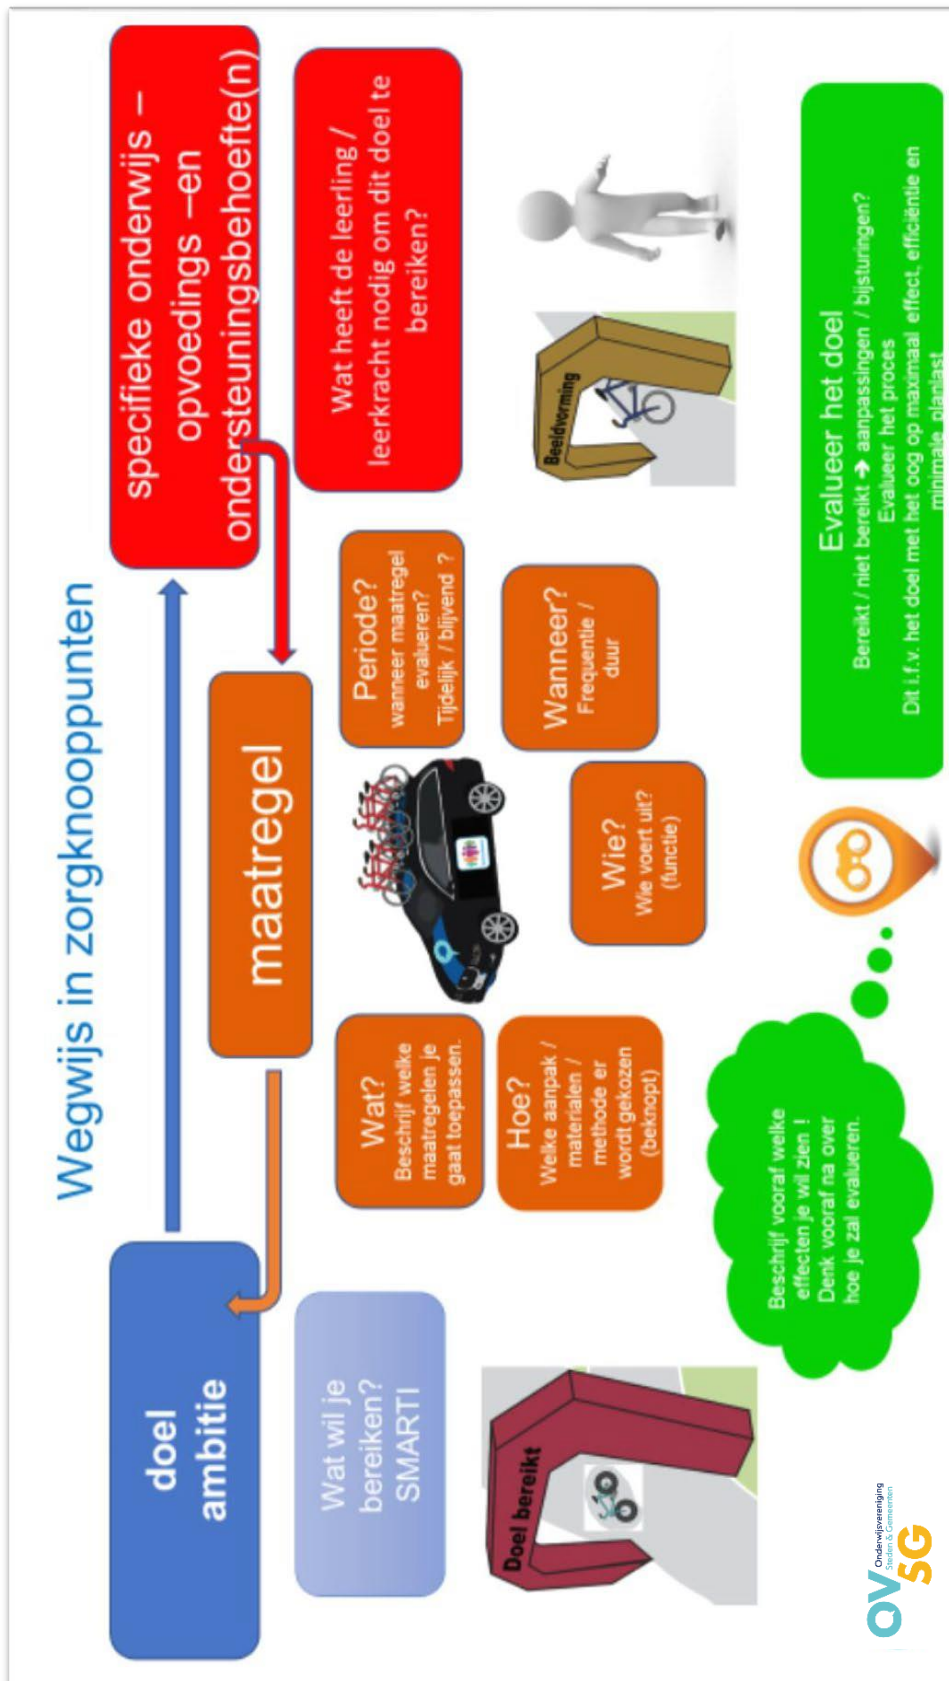 Wegwijs in zorgknooppunten
doel
ambitie
specifieke onderwijs –
opvoedings –en
ondersteuningsbehoefte(n)
maatregel
Wat wil je
bereiken?
SMARTI
Wat?
Beschrijf welke
maatregelen je
gaat toepassen.
Periode?
wanneer maatregel
evalueren?
Tijdelijk / blijvend ?
Wat heeft de leerling /
leerkracht nodig om dit doel te
bereiken?
Hoe?
Welke aanpak /
materialen /
methode er
wordt gekozen
(beknopt)
Wie?
Wie voert uit?
(functie)
Wanneer?
Frequentie /
duur
Doel bereikt
Beeldvorming
Beschrijf vooraf welke
effecten je wil zien !
Denk vooraf na over
hoe je zal evalueren.
Evalueer het doel
Bereikt / niet bereikt ➔ aanpassingen / bijsturingen?
Evalueer het proces
Dit i.f.v. het doel met het oog op maximaal effect, efficiëntie en
minimale planlast
OV
SG
Onderwijsvereniging
Steden & Gemeenten